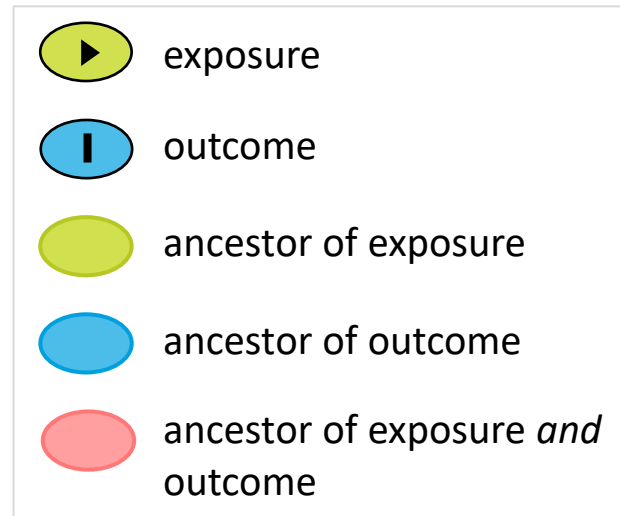 exposure
outcome
ancestor of exposure
ancestor of outcome
ancestor of exposure and
outcome